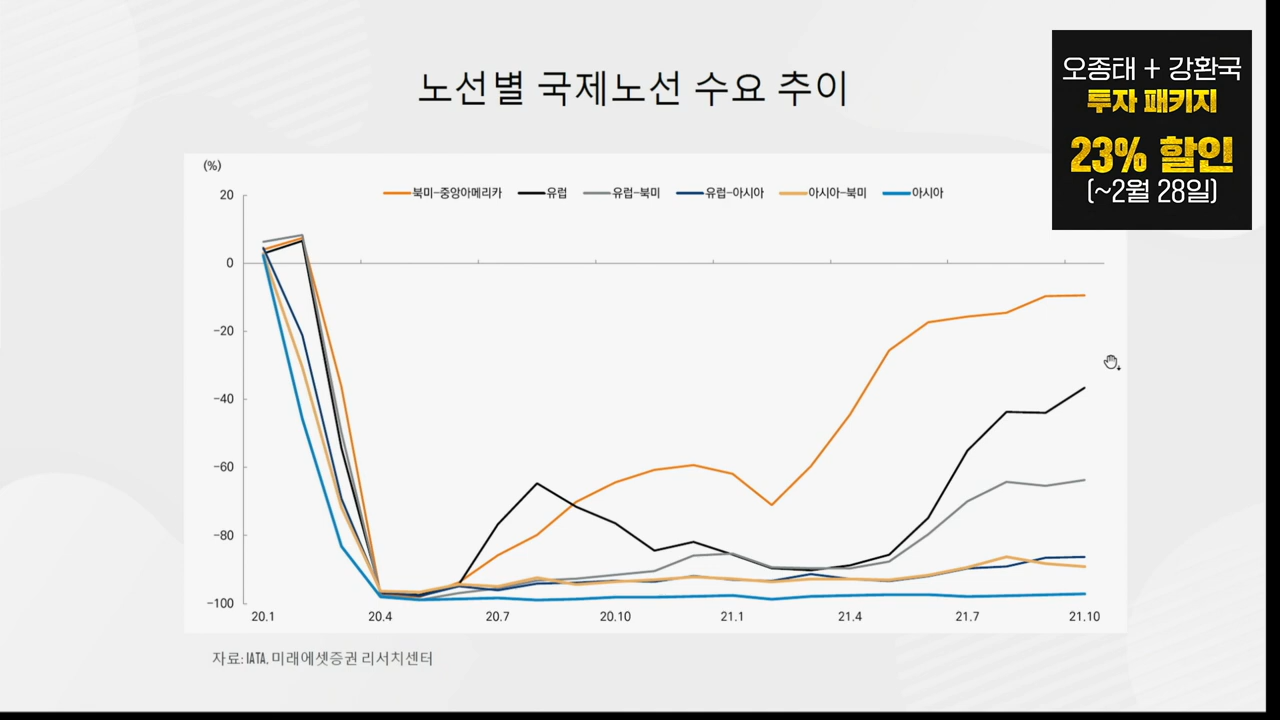 노선별 국제노선 수요 추이
오종태 + 강환국
투자 패키지
23% 할인
(~2월 28일)
(%)
북미-중앙아메리카 유럽 유럽-북미 유럽-아시아 아시아-북미 아시아
20
0
-20
-40
-60
-80
-100
20.1 20.4 20.7 20.10 21.1 21.4 21.7 21.10
자료: IATA, 미래에셋증권 리서치센터